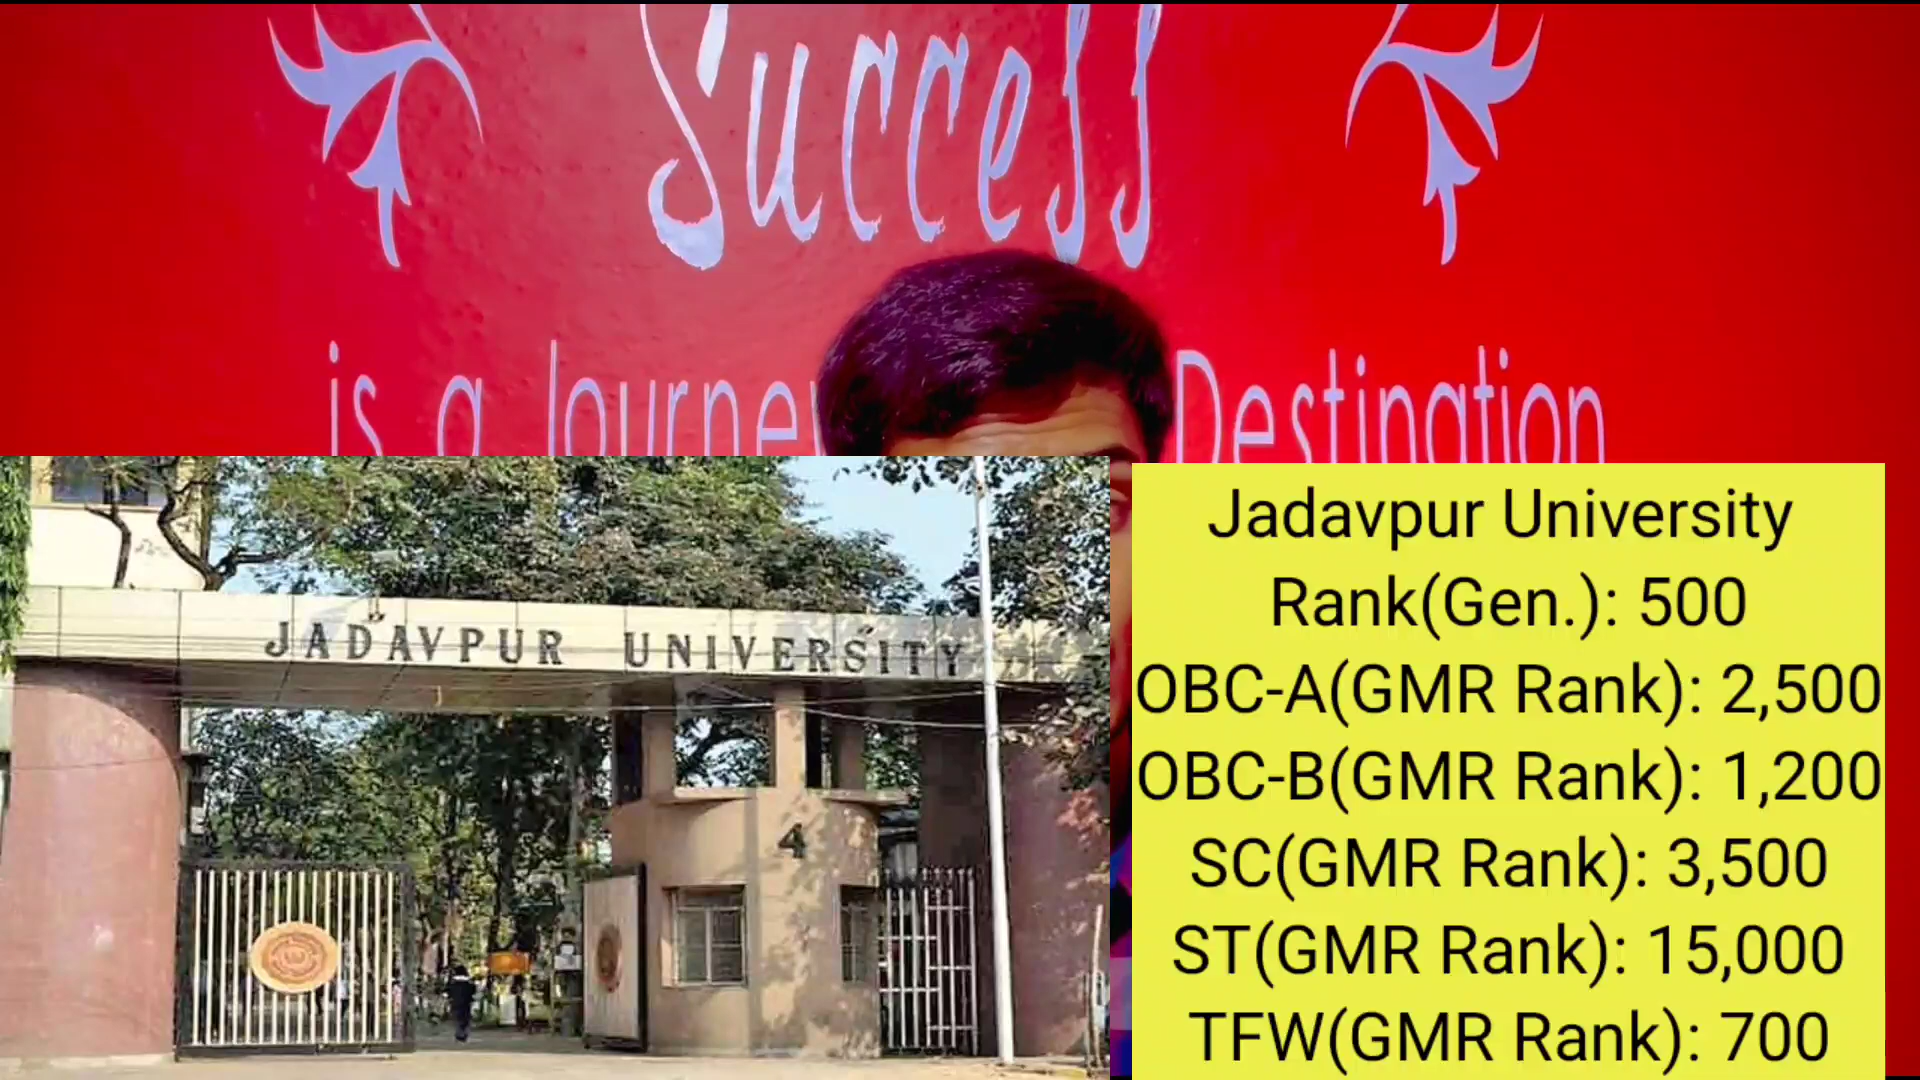 Success
is a Journey Destination
JADAVPUR UNIVERSITY
4
Jadavpur University
Rank(Gen.): 500
OBC-A(GMR Rank): 2,500
OBC-B(GMR Rank): 1,200
SC(GMR Rank): 3,500
ST(GMR Rank): 15,000
TFW(GMR Rank): 700